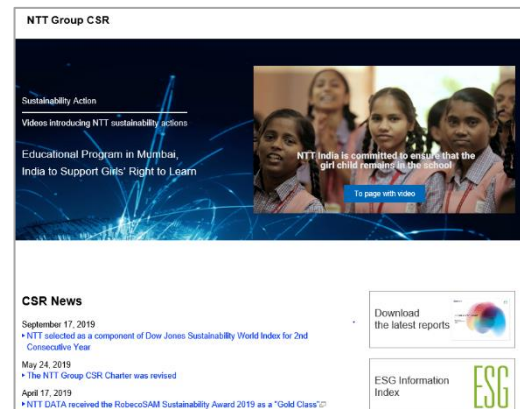 NTT Group CSR
Sustainability Action
Videos introducing NTT sustainability actions
Educational Program in Mumbai,
India to Support Girls' Right to Learn
NTT India is committed to ensure that the
girl child remains in the school
To page with video
CSR News
September 17, 2019
NTT selected as a component of Dow Jones Sustainability World Index for 2nd
Consecutive Year
May 24, 2019
The NTT Group CSR Charter was revised
April 17, 2019
NTT DATA received the RobecoSAM Sustainability Award 2019 as a "Gold Class"
Download
the latest reports
ESG Information
Index
ESG